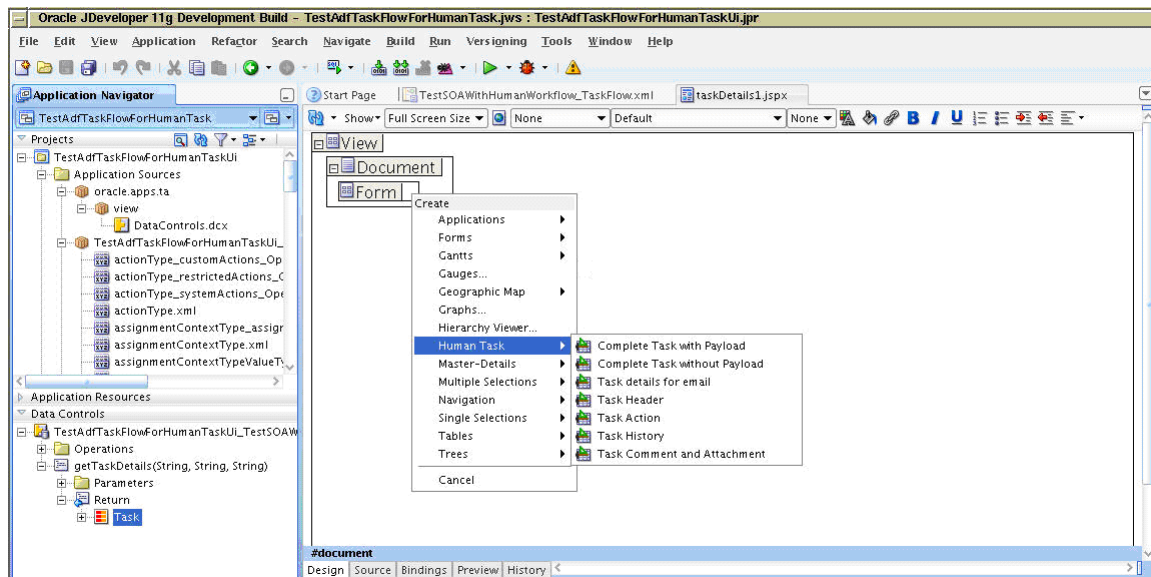 Oracle JDeveloper 11g Development Build - TestAdfTaskFlowForHumanTask.jws : TestAdfTaskFlowForHumanTaskUi.jpr
File Edit View Application Refactor Search Navigate Build Run Versioning Tools Window Help
Application Navigator
TestAdfTaskFlowForHumanTask
Projects
TestAdfTaskFlowForHumanTaskUi
Application Sources
oracle.apps.ta
view
DataControls.dcx
TestAdfTaskFlowForHumanTaskUi_
actionType_customActions_Op
actionType_restrictedActions_O
actionType_systemActions_Ope
actionType.xml
assignmentContextType_assigr
assignmentContextType.xml
assignmentContextTypeValueTy
Application Resources
Data Controls
TestAdfTaskFlowForHumanTaskUi_TestSOAW
Operations
getTaskDetails(String, String, String)
Parameters
Return
Task
Start Page TestSOAWithHumanWorkflow_TaskFlow.xml taskDetails1.jspx
Show Full Screen Size None Default None B I U
View
Document
Form
Create
Applications
Forms
Gantts
Gauges...
Geographic Map
Graphs...
Hierarchy Viewer...
Human Task
Master-Details
Multiple Selections
Navigation
Single Selections
Tables
Trees
Cancel
Complete Task with Payload
Complete Task without Payload
Task details for email
Task Header
Task Action
Task History
Task Comment and Attachment
#document
Design Source Bindings Preview History